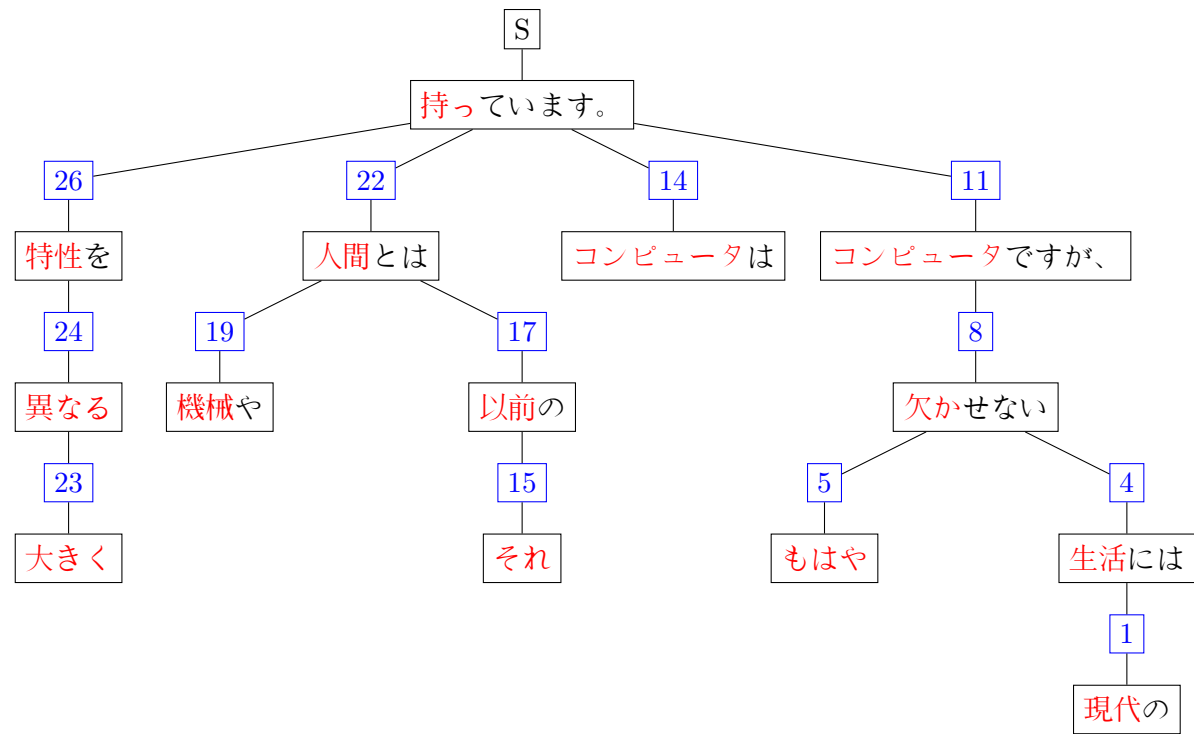 S
持っています。
26 22 14 11
特性を 人間とは コンピュータは コンピュータですが、
24 19 17 8
異なる 機械や 以前の 欠かせない
23 15 5 4
大きく それ もはや 生活には
1
現代の